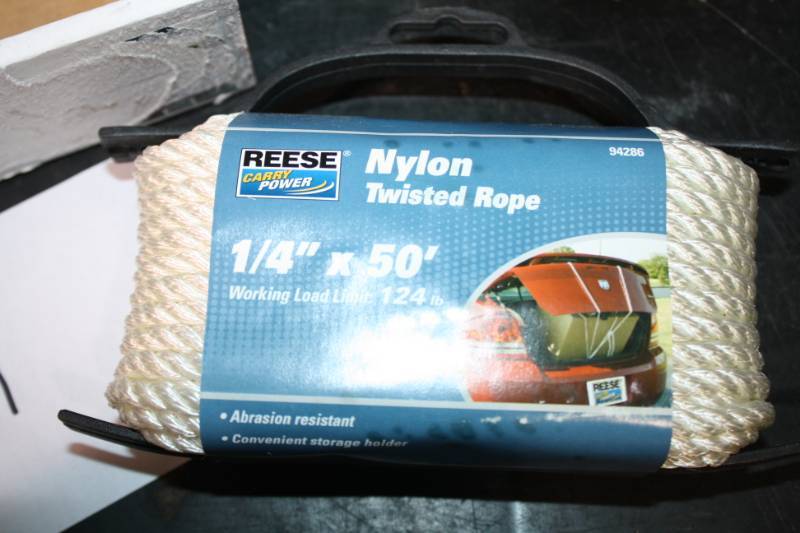 REESE®
CARRY
POWER
Nylon
Twisted Rope
94286
1/4" x 50'
Working Load Limit: 124 lb
REESE
• Abrasion resistant
• Convenient storage holder